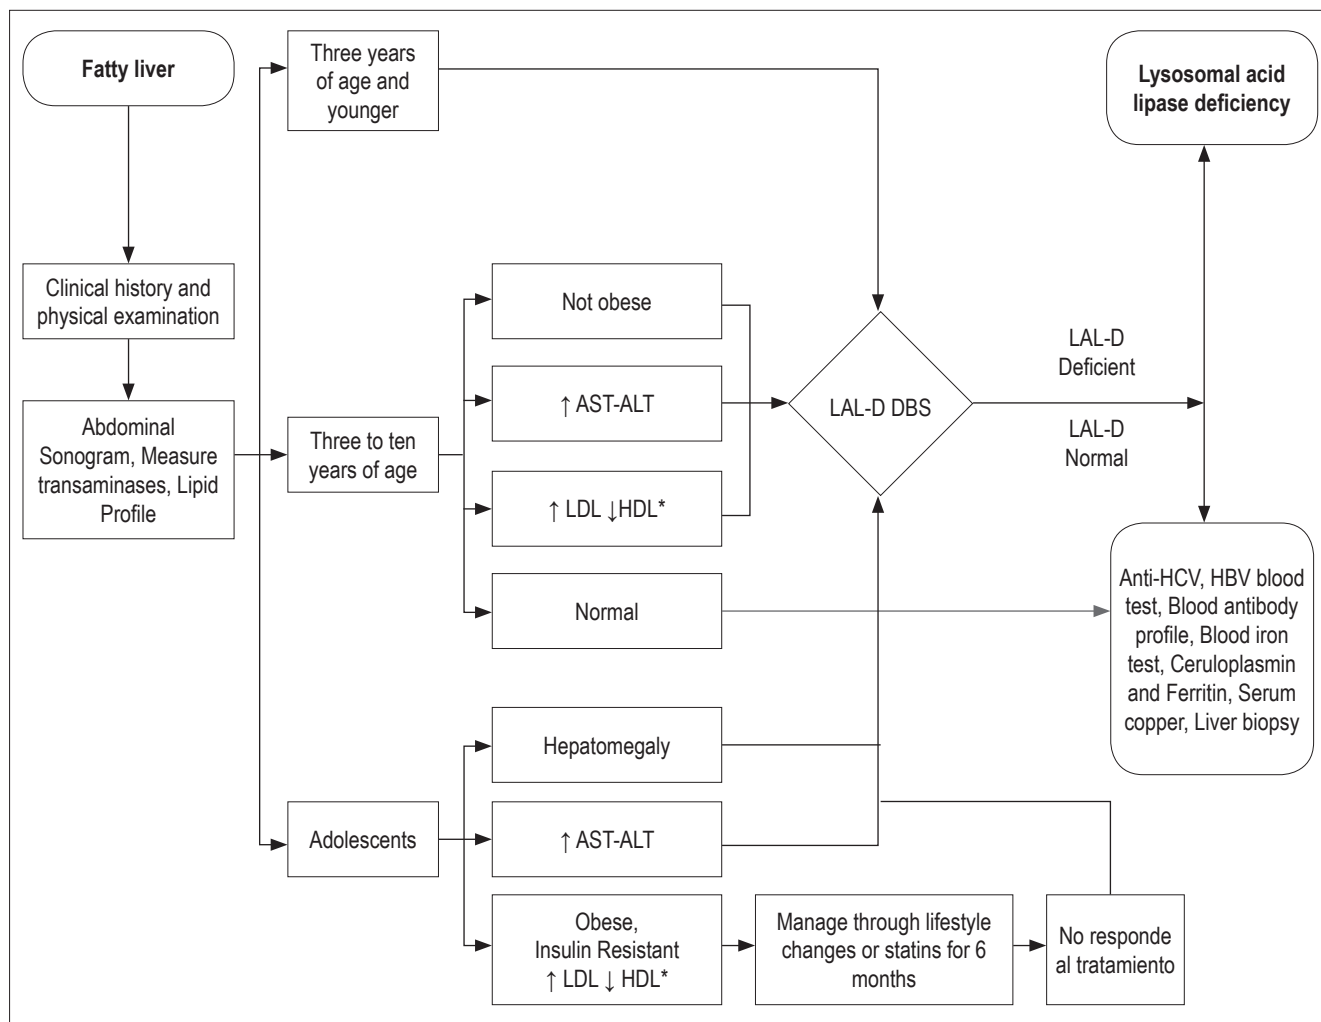 Fatty liver
Clinical history and
physical examination
Abdominal
Sonogram, Measure
transaminases, Lipid
Profile
Three years
of age and
younger
Three to ten
years of age
Adolescents
Not obese
↑ AST-ALT
↑ LDL ↓HDL*
Normal
Hepatomegaly
↑ AST-ALT
Obese,
Insulin Resistant
↑ LDL ↓ HDL*
Manage through lifestyle
changes or statins for 6
months
No responde
al tratamiento
LAL-D DBS
LAL-D
Deficient
LAL-D
Normal
Lysosomal acid
lipase deficiency
Anti-HCV, HBV blood
test, Blood antibody
profile, Blood iron
test, Ceruloplasmin
and Ferritin, Serum
copper, Liver biopsy